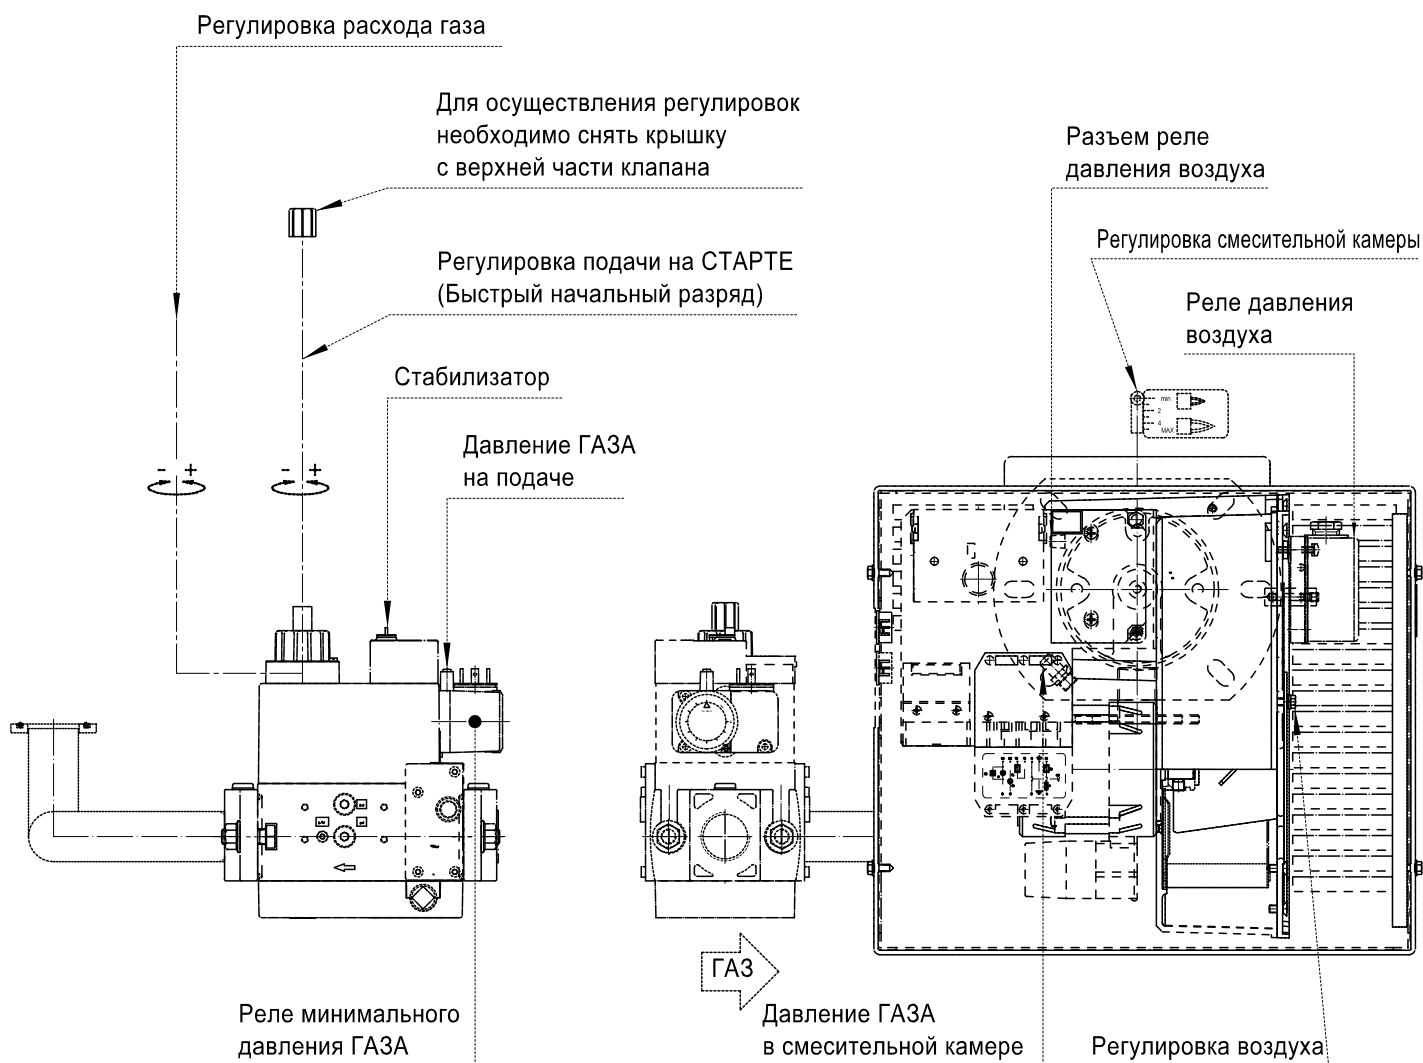 Регулировка расхода газа
Для осуществления регулировок
необходимо снять крышку
с верхней части клапана
Регулировка подачи на СТАРТЕ
(Быстрый начальный разряд)
Стабилизатор
Давление ГАЗА
на подаче
- +
- +
Разъем реле
давления воздуха
Регулировка смесительной камеры
Реле давления
воздуха
min
2
4
MAX
ГАЗ
Реле минимального
давления ГАЗА
Давление ГАЗА
в смесительной камере
Регулировка воздуха